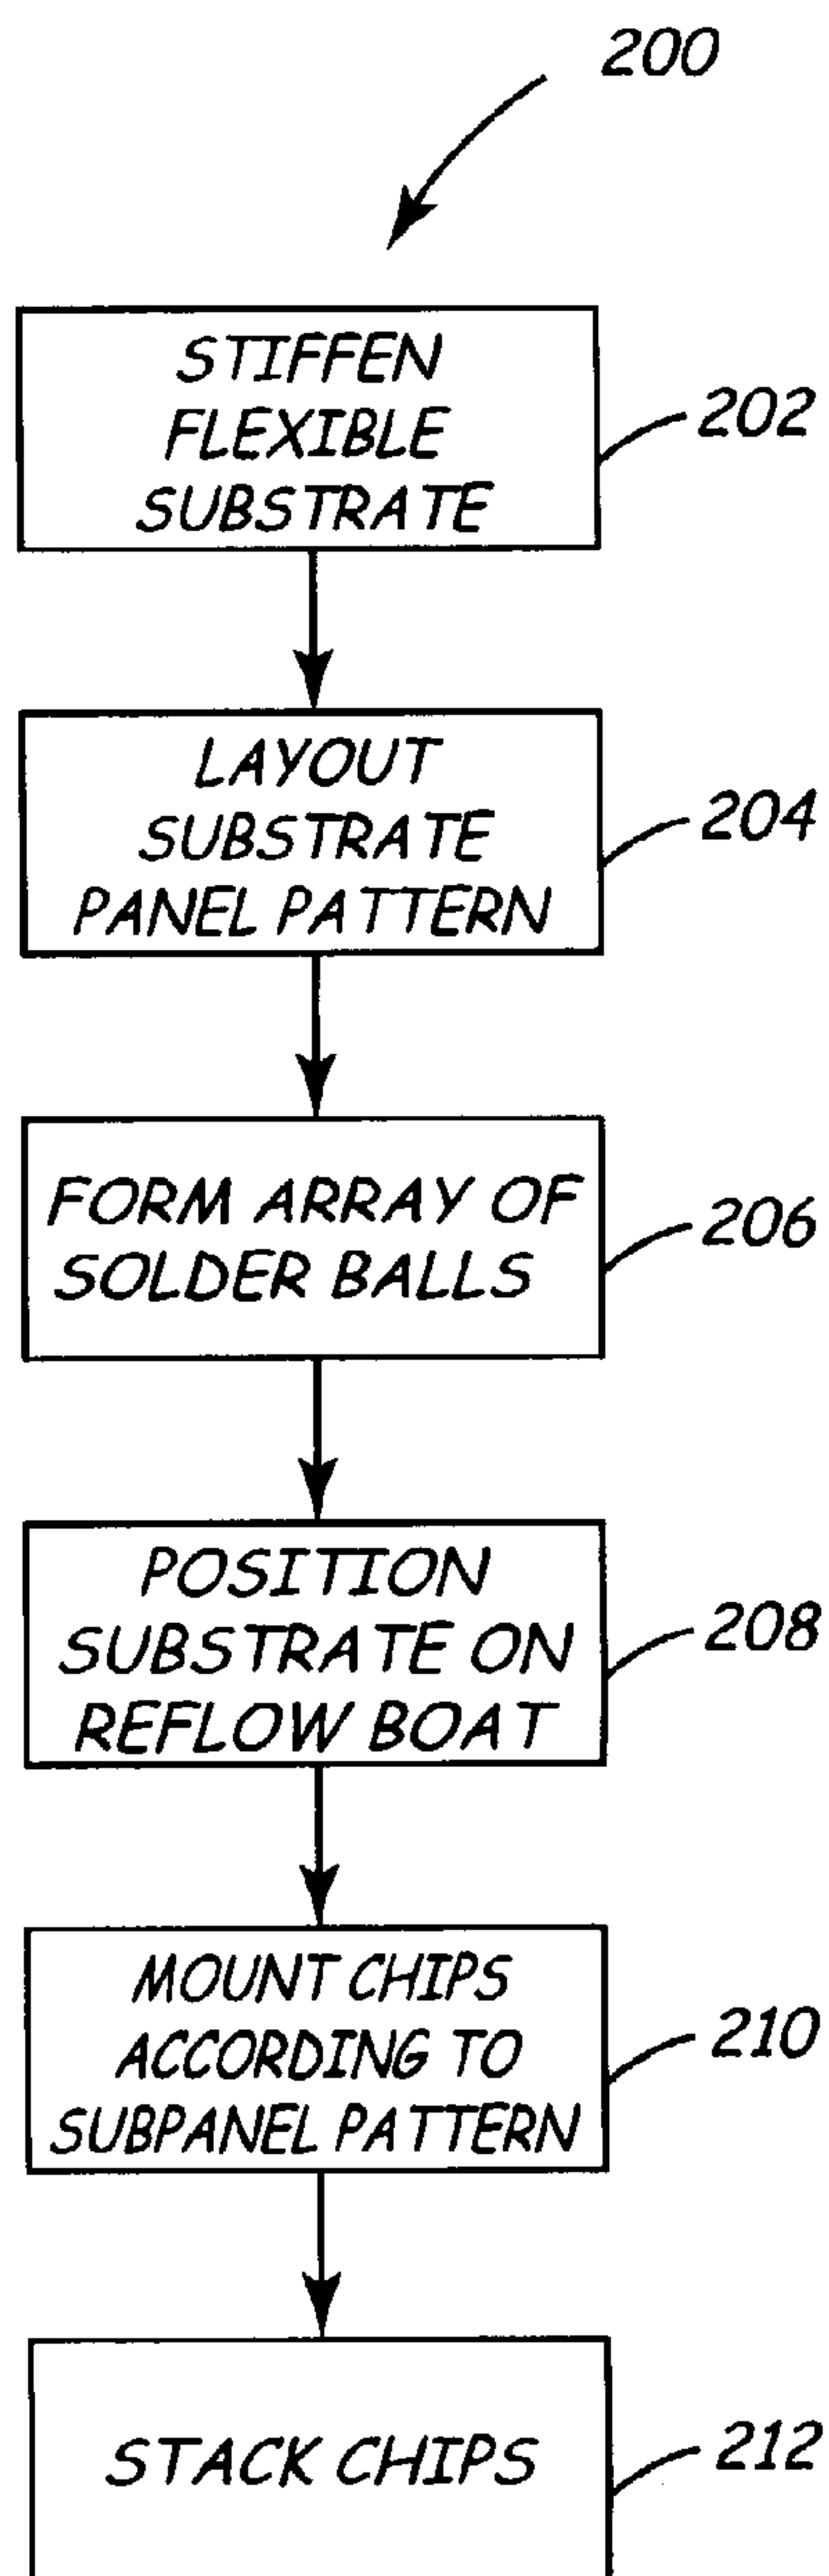 200
STIFFEN
FLEXIBLE
SUBSTRATE
202
LAYOUT
SUBSTRATE
PANEL PATTERN
204
FORM ARRAY OF
SOLDER BALLS
206
POSITION
SUBSTRATE ON
REFLOW BOAT
208
MOUNT CHIPS
ACCORDING TO
SUBPANEL PATTERN
210
STACK CHIPS
212